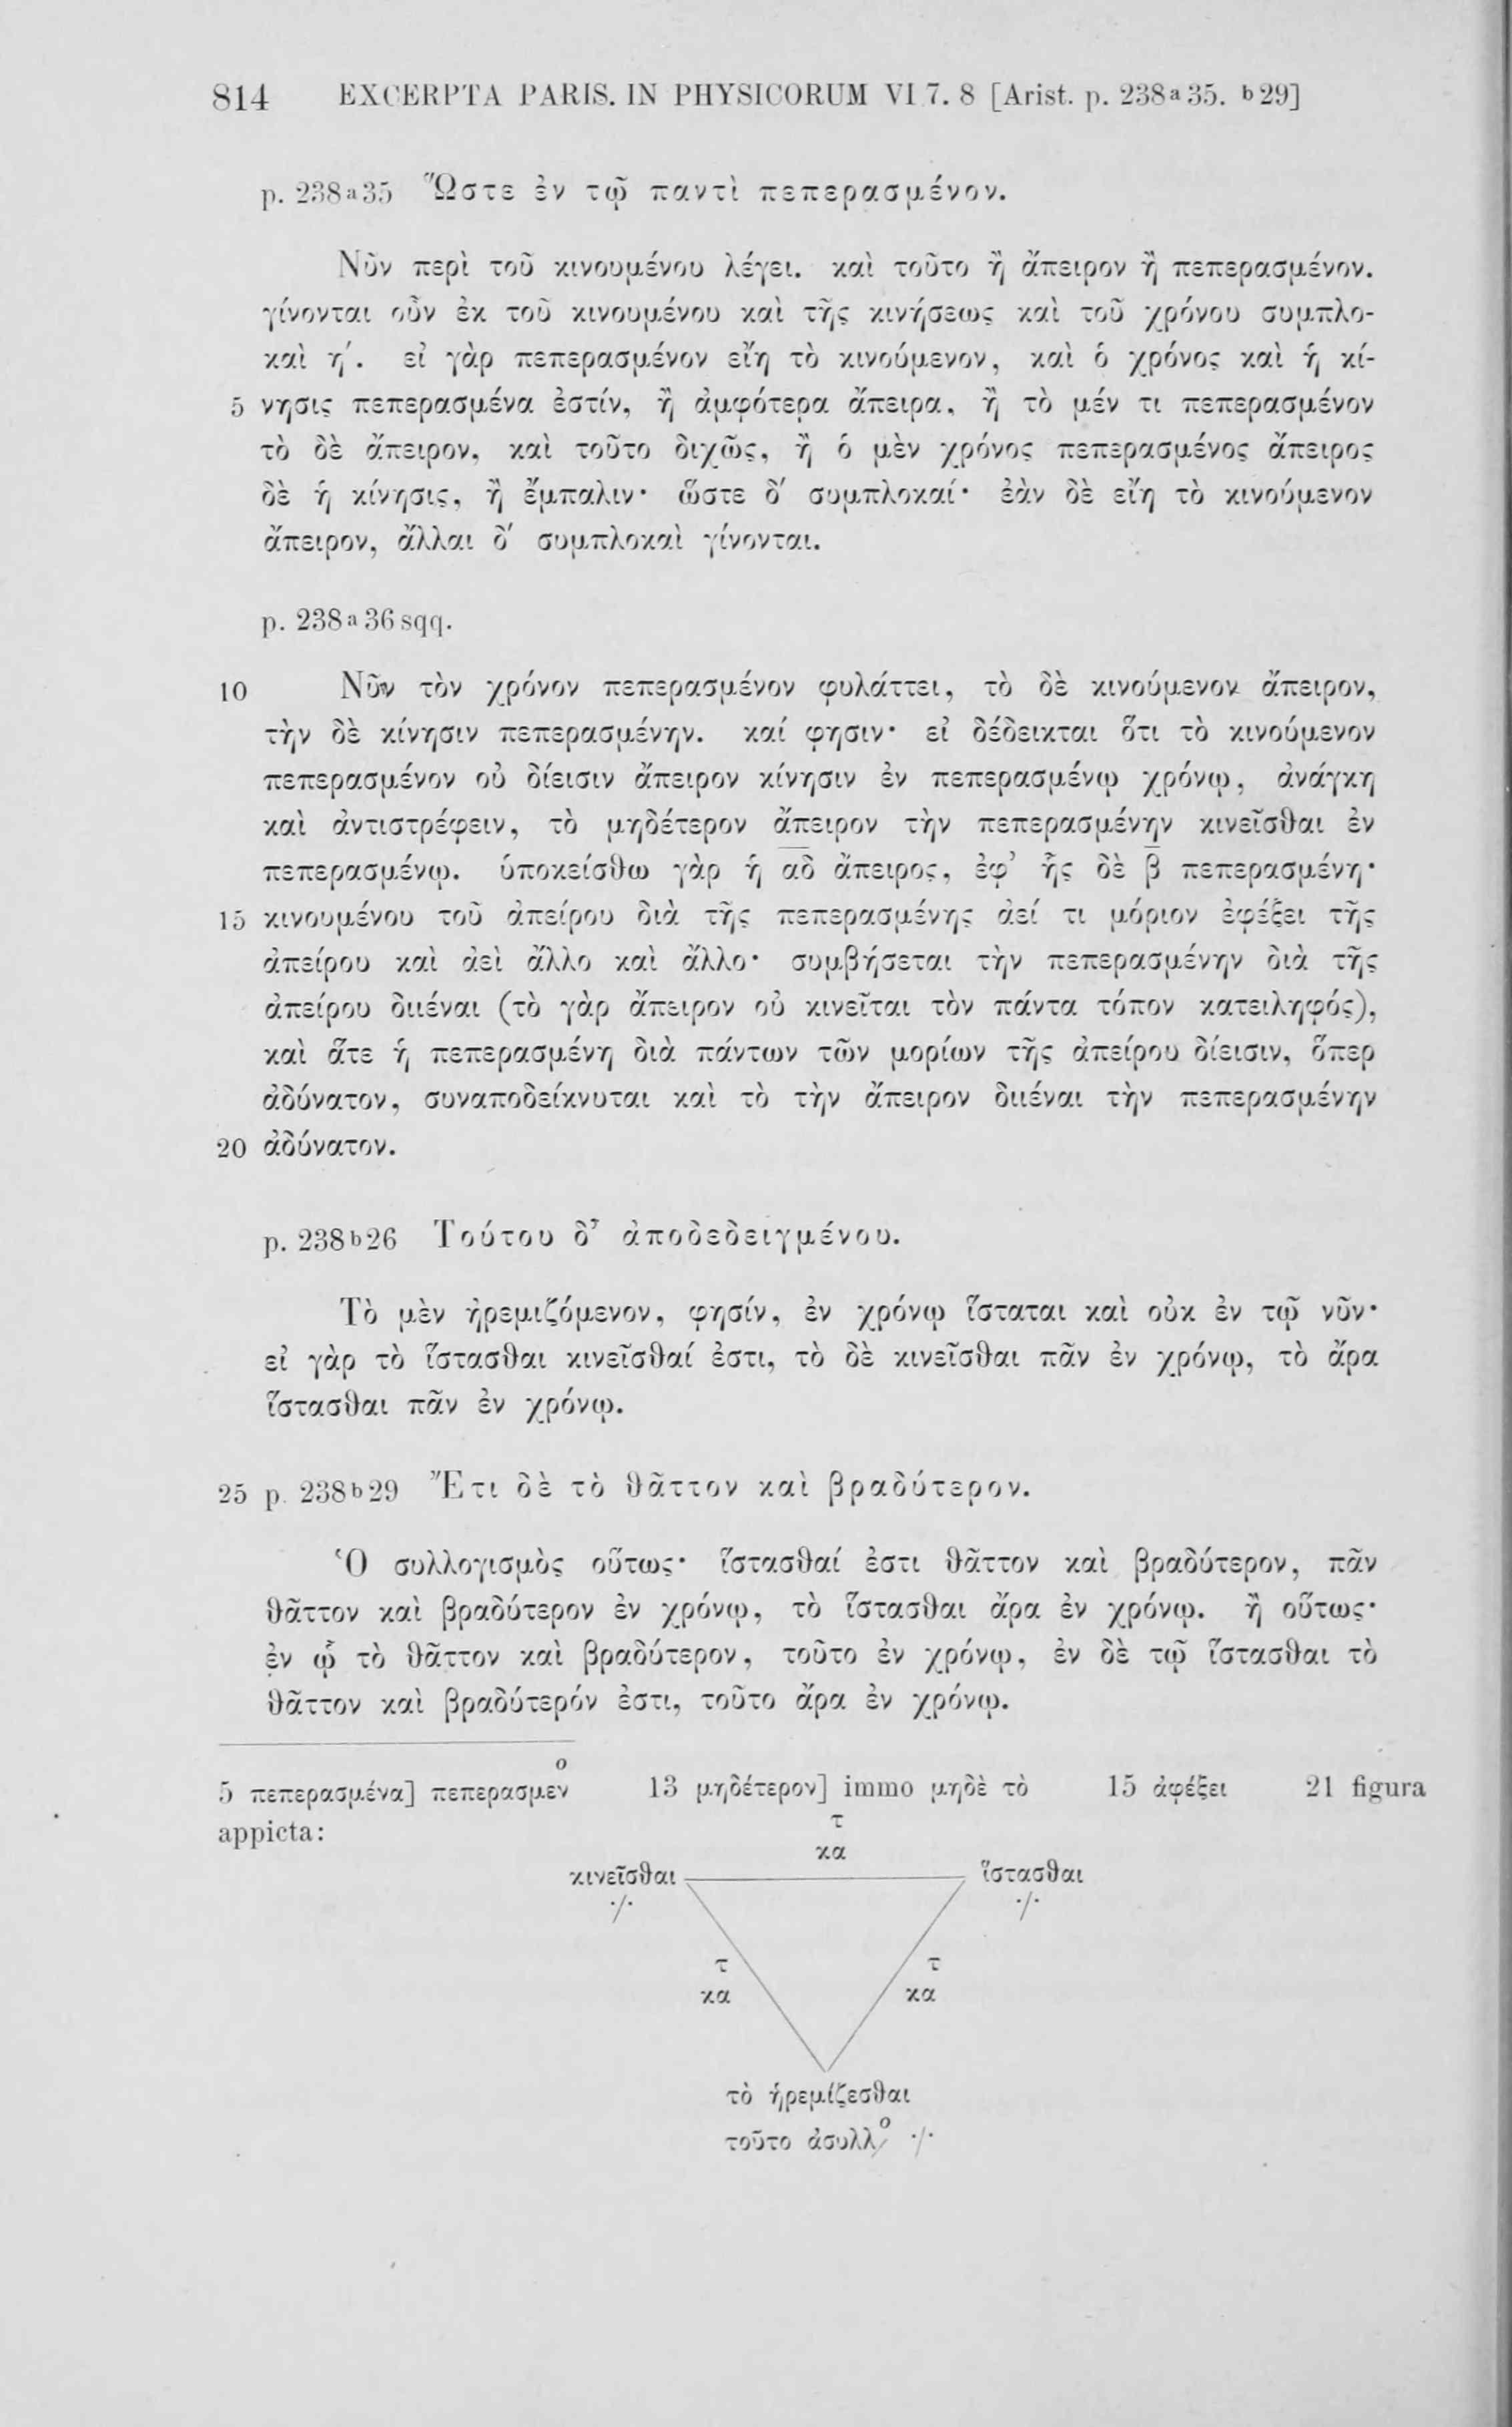 814 EXCERPTA PARIS. IN PHYSICORUM VI 7. 8 [Arist. p. 238ᵃ35. ᵇ29]
p. 238ᵃ35 Ὥστε ἐν τῷ παντὶ πεπερασμένον.
Νῦν περὶ τοῦ κινουμένου λέγει. καὶ τοῦτο ἢ ἄπειρον ἢ πεπερασμένον.
γίνονται οὖν ἐκ τοῦ κινουμένου καὶ τῆς κινήσεως καὶ τοῦ χρόνου συμπλο-
καὶ η΄. εἰ γὰρ πεπερασμένον εἴη τὸ κινούμενον, καὶ ὁ χρόνος καὶ ἡ κί-
5 νησις πεπερασμένα ἐστίν, ἢ ἀμφότερα ἄπειρα, ἢ τὸ μέν τι πεπερασμένον
τὸ δὲ ἄπειρον, καὶ τοῦτο διχῶς, ἢ ὁ μὲν χρόνος πεπερασμένος ἄπειρος
δὲ ἡ κίνησις, ἢ ἔμπαλιν· ὥστε δ΄ συμπλοκαί· ἐὰν δὲ εἴη τὸ κινούμενον
ἄπειρον, ἄλλαι δ΄ συμπλοκαὶ γίνονται.
p. 238ᵃ36 sqq.
10 Νῦν τὸν χρόνον πεπερασμένον φυλάττει, τὸ δὲ κινούμενον ἄπειρον,
τὴν δὲ κίνησιν πεπερασμένην. καί φησιν· εἰ δέδεικται ὅτι τὸ κινούμενον
πεπερασμένον οὐ δίεισιν ἄπειρον κίνησιν ἐν πεπερασμένῳ χρόνῳ, ἀνάγκη
καὶ ἀντιστρέφειν, τὸ μηδέτερον ἄπειρον τὴν πεπερασμένην κινεῖσθαι ἐν
πεπερασμένῳ. ὑποκείσθω γὰρ ἡ α̅δ̅ ἄπειρος, ἐφ’ ἧς δὲ β̅ πεπερασμένη·
15 κινουμένου τοῦ ἀπείρου διὰ τῆς πεπερασμένης ἀεί τι μόριον ἐφέξει τῆς
ἀπείρου καὶ ἀεὶ ἄλλο καὶ ἄλλο· συμβήσεται τὴν πεπερασμένην διὰ τῆς
ἀπείρου διιέναι (τὸ γὰρ ἄπειρον οὐ κινεῖται τὸν πάντα τόπον κατειληφός),
καὶ ἅτε ἡ πεπερασμένη διὰ πάντων τῶν μορίων τῆς ἀπείρου δίεισιν, ὅπερ
ἀδύνατον, συναποδείκνυται καὶ τὸ τὴν ἄπειρον διιέναι τὴν πεπερασμένην
20 ἀδύνατον.
p. 238ᵇ26 Τούτου δ’ ἀποδεδειγμένου.
Τὸ μὲν ἠρεμιζόμενον, φησίν, ἐν χρόνῳ ἵσταται καὶ οὐκ ἐν τῷ νῦν·
εἰ γὰρ τὸ ἵστασθαι κινεῖσθαί ἐστι, τὸ δὲ κινεῖσθαι πᾶν ἐν χρόνῳ, τὸ ἄρα
ἵστασθαι πᾶν ἐν χρόνῳ.
25 p. 238ᵇ29 Ἔτι δὲ τὸ θᾶττον καὶ βραδύτερον.
Ὁ συλλογισμὸς οὕτως· ἵστασθαί ἐστι θᾶττον καὶ βραδύτερον, πᾶν
θᾶττον καὶ βραδύτερον ἐν χρόνῳ, τὸ ἵστασθαι ἄρα ἐν χρόνῳ. ἢ οὕτως·
ἐν ᾧ τὸ θᾶττον καὶ βραδύτερον, τοῦτο ἐν χρόνῳ, ἐν δὲ τῷ ἵστασθαι τὸ
θᾶττον καὶ βραδύτερόν ἐστι, τοῦτο ἄρα ἐν χρόνῳ.
5 πεπερασμένα] πεπερασμενο 13 μηδέτερον] immo μηδὲ τὸ 15 ἀφέξει 21 figura
appicta:
τ
κα
κινεῖσθαι ἵστασθαι
·/· ·/·
τ τ
κα κα
τὸ ἠρεμίζεσθαι
τοῦτο ἀσυλλο ·/·